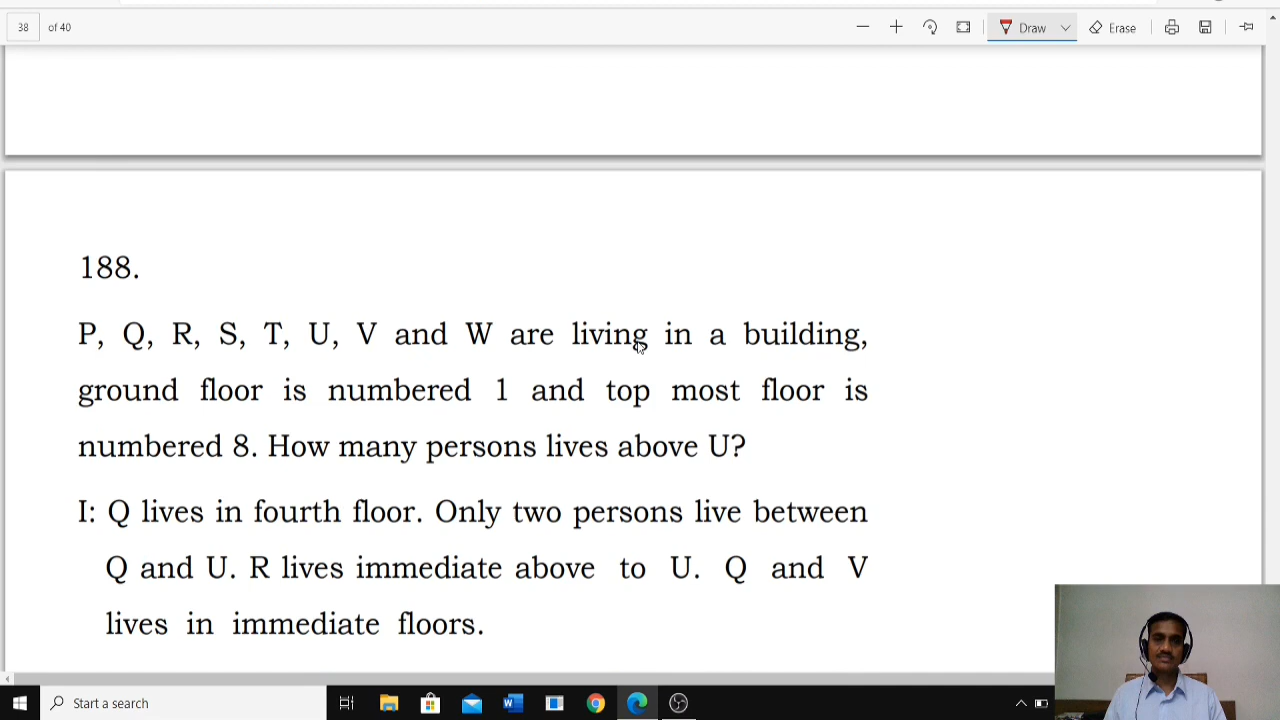 38 of 40
Draw
Erase
188.
P, Q, R, S, T, U, V and W are living in a building,
ground floor is numbered 1 and top most floor is
numbered 8. How many persons lives above U?
I: Q lives in fourth floor. Only two persons live between
Q and U. R lives immediate above to U. Q and V
lives in immediate floors.
Start a search